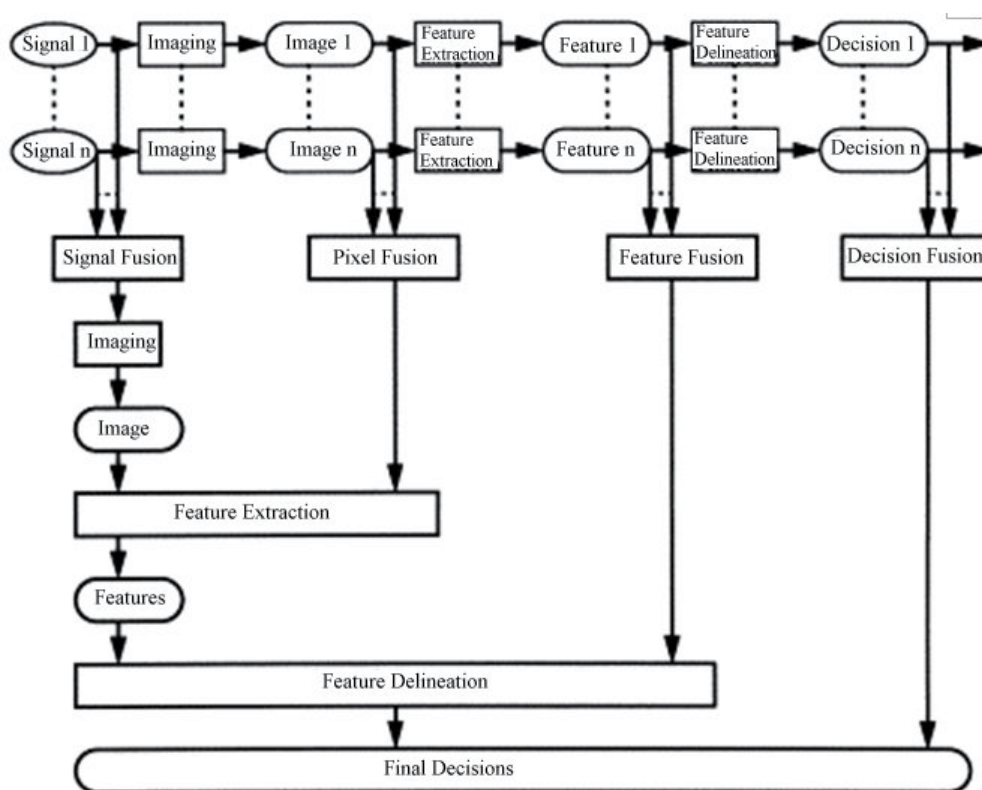 Signal 1
Imaging
Image 1
Feature
Extraction
Feature 1
Feature
Delineation
Decision 1
Signal n
Imaging
Image n
Feature
Extraction
Feature n
Feature
Delineation
Decision n
Signal Fusion
Pixel Fusion
Feature Fusion
Decision Fusion
Imaging
Image
Feature Extraction
Features
Feature Delineation
Final Decisions